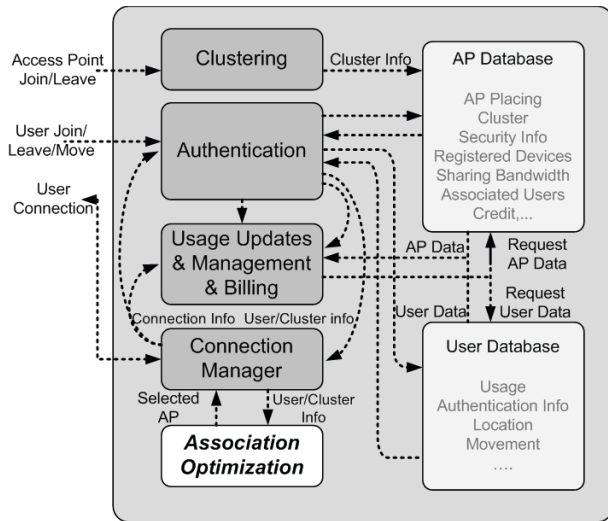 Access Point
Join/Leave
Clustering
Cluster Info
AP Database
AP Placing
Cluster
Security Info
Registered Devices
Sharing Bandwidth
Associated Users
Credit,...
User Join/
Leave/Move
Authentication
User
Connection
Usage Updates
& Management
& Billing
AP Data
Request
AP Data
Request
User Data
User Data
Connection Info
User/Cluster info
Connection
Manager
Selected
AP
User/Cluster
Info
Association
Optimization
User Database
Usage
Authentication Info
Location
Movement
....